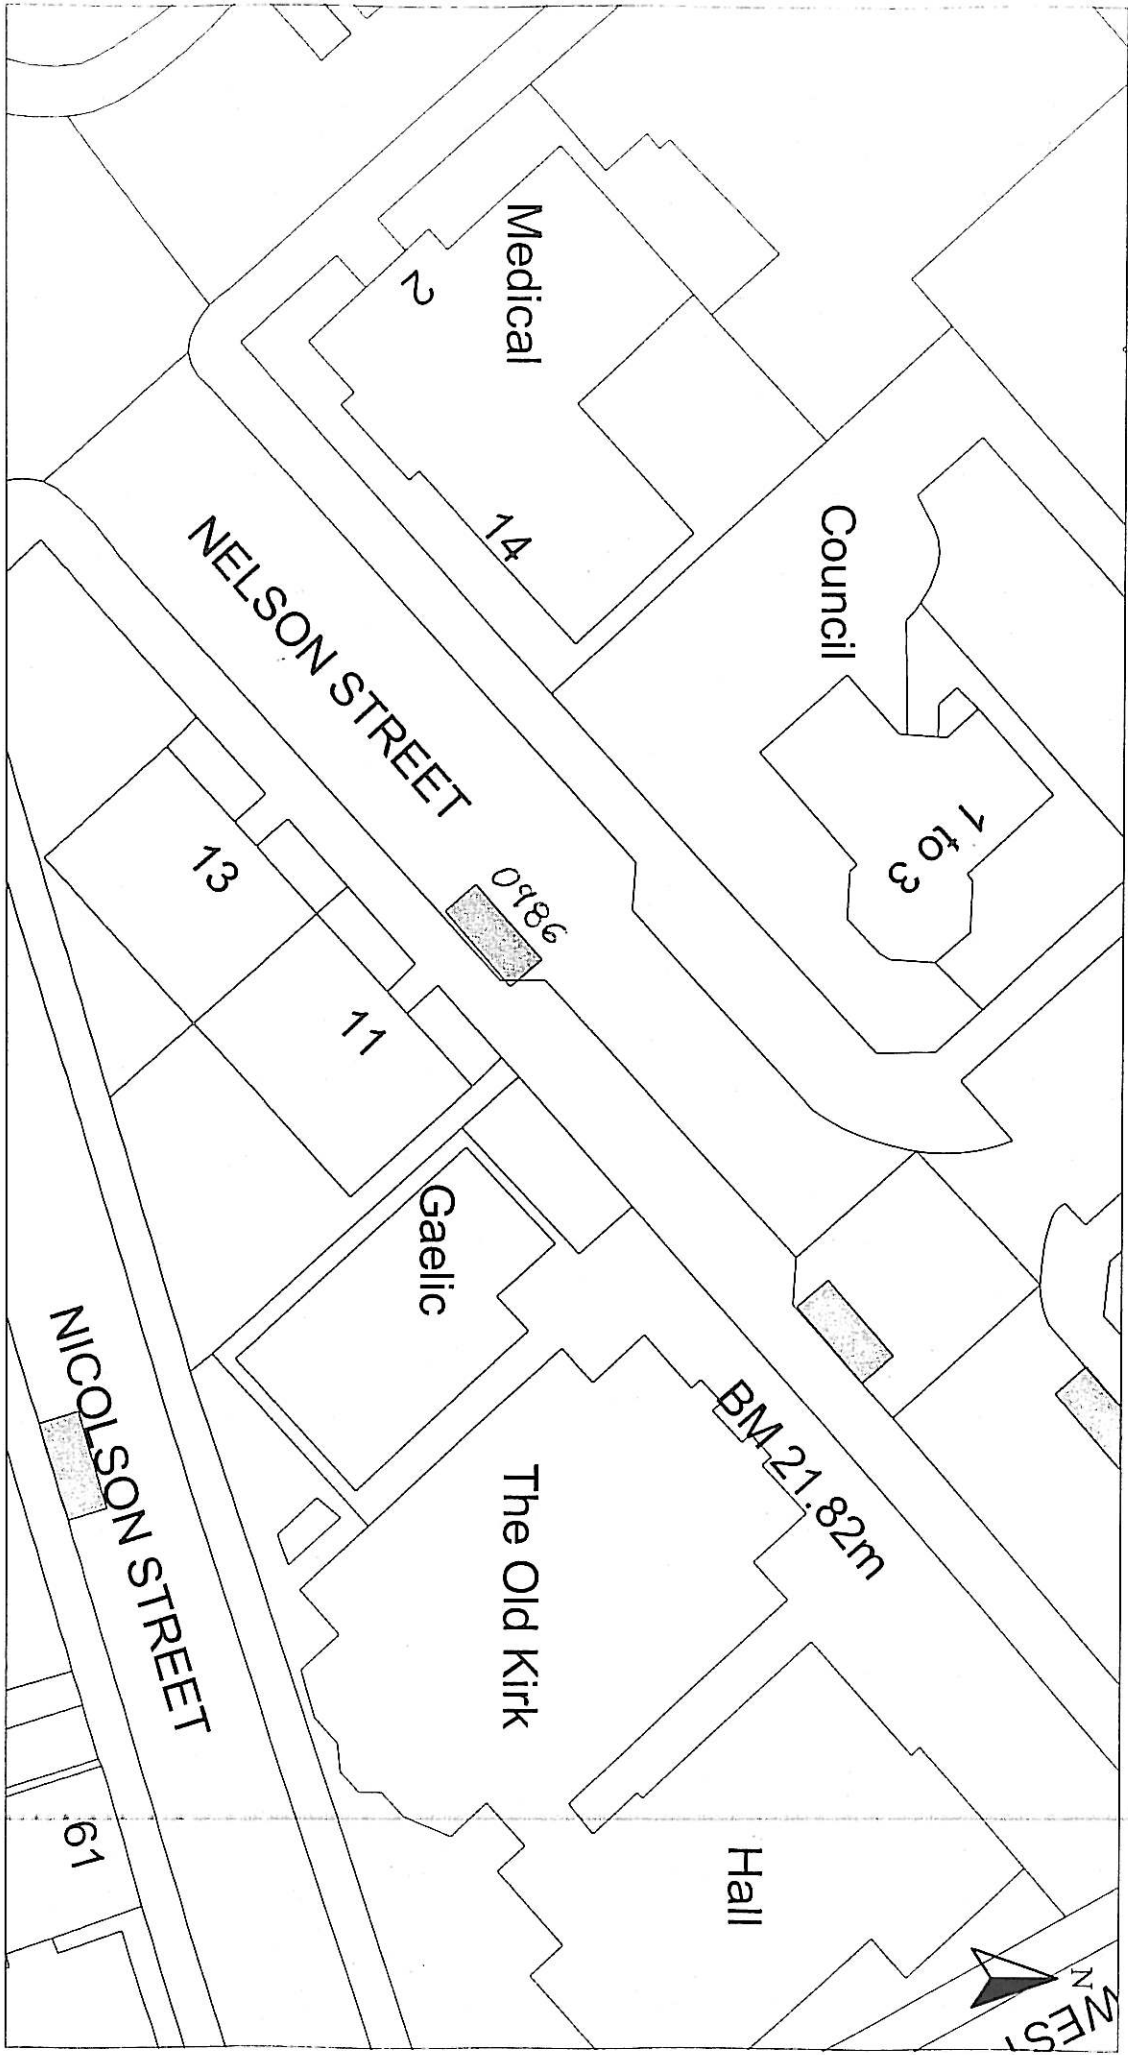 N
WEST
Medical
2
14
Council
1 to 3
NELSON STREET
0986
13
11
Gaelic
BM 21.82m
The Old Kirk
Hall
NICOLSON STREET
61